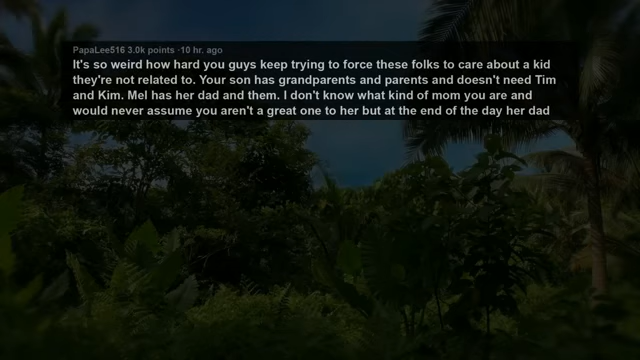 PapaLee516 3.0k points ·10 hr. ago
It's so weird how hard you guys keep trying to force these folks to care about a kid
they're not related to. Your son has grandparents and parents and doesn't need Tim
and Kim. Mel has her dad and them. I don't know what kind of mom you are and
would never assume you aren't a great one to her but at the end of the day her dad